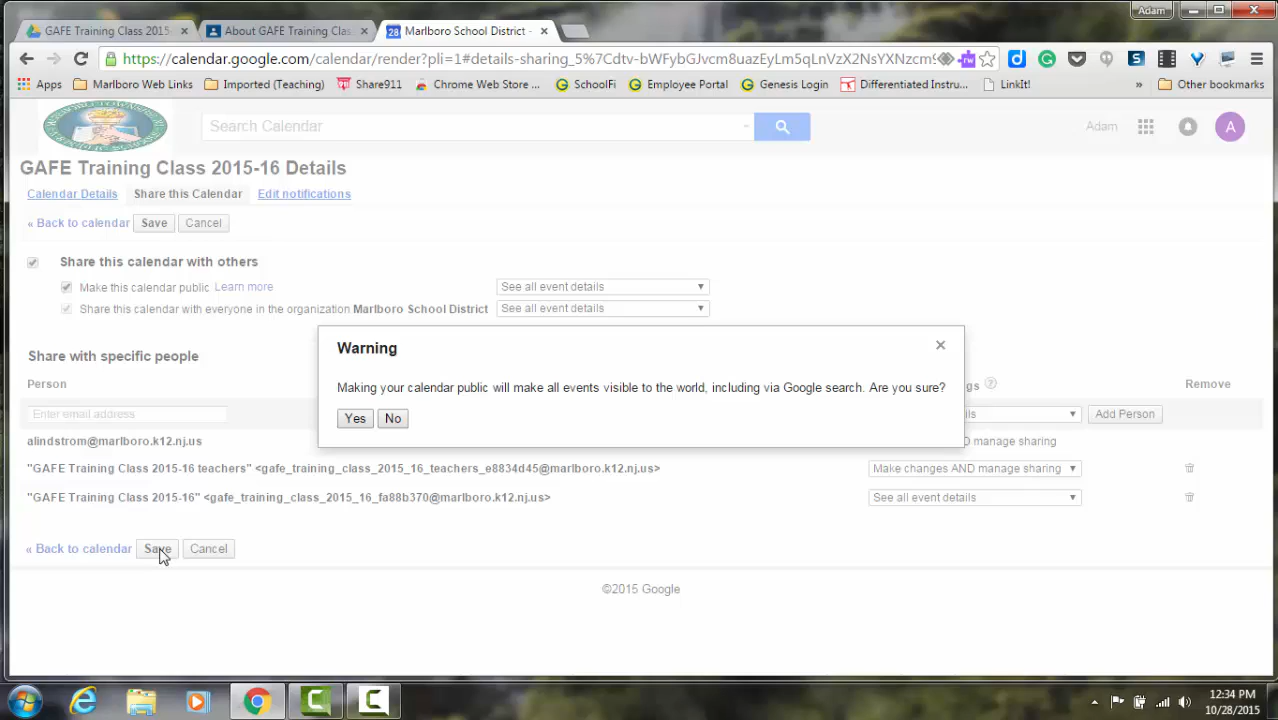 Adam
GAFE Training Class 2015
About GAFE Training Clas
28 Marlboro School District -
https://calendar.google.com/calendar/render?pli=1#details-sharing_5%7Cdtv-bWFybGJvcm8uazEyLm5qLnVzX2NsYXNzcm
Apps
Marlboro Web Links
Imported (Teaching)
Share911
Chrome Web Store ...
SchoolFi
Employee Portal
Genesis Login
Differentiated Instru...
LinkIt!
»
Other bookmarks
Search Calendar
Adam
A
GAFE Training Class 2015-16 Details
Calendar Details Share this Calendar Edit notifications
« Back to calendar Save Cancel
Share this calendar with others
Make this calendar public Learn more See all event details
Share this calendar with everyone in the organization Marlboro School District See all event details
Warning
Making your calendar public will make all events visible to the world, including via Google search. Are you sure?
Yes No
Share with specific people
Person gs ? Remove
Enter email address ls Add Person
alindstrom@marlboro.k12.nj.us D manage sharing
"GAFE Training Class 2015-16 teachers" <gafe_training_class_2015_16_teachers_e8834d45@marlboro.k12.nj.us> Make changes AND manage sharing
"GAFE Training Class 2015-16" <gafe_training_class_2015_16_fa88b370@marlboro.k12.nj.us> See all event details
« Back to calendar Save Cancel
©2015 Google
12:34 PM
10/28/2015